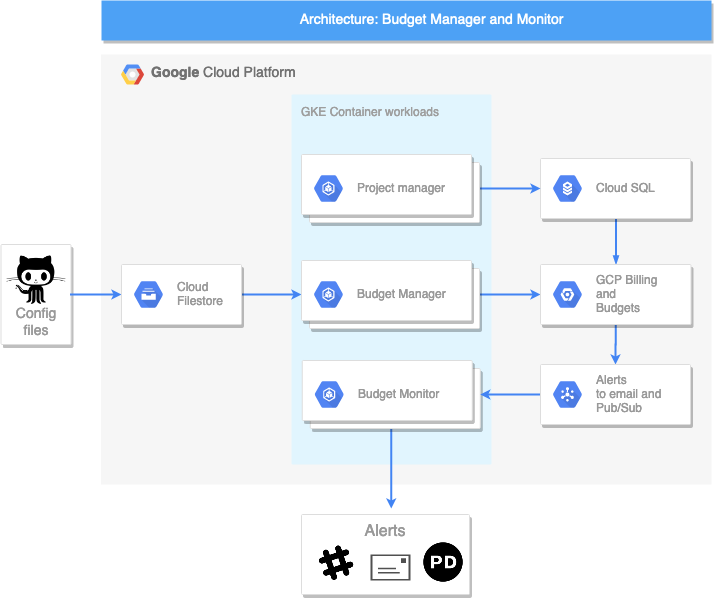 Architecture: Budget Manager and Monitor
Google Cloud Platform
GKE Container workloads
Project manager
Cloud SQL
Config
files
Cloud
Filestore
Budget Manager
GCP Billing
and
Budgets
Budget Monitor
Alerts
to email and
Pub/Sub
Alerts
PD